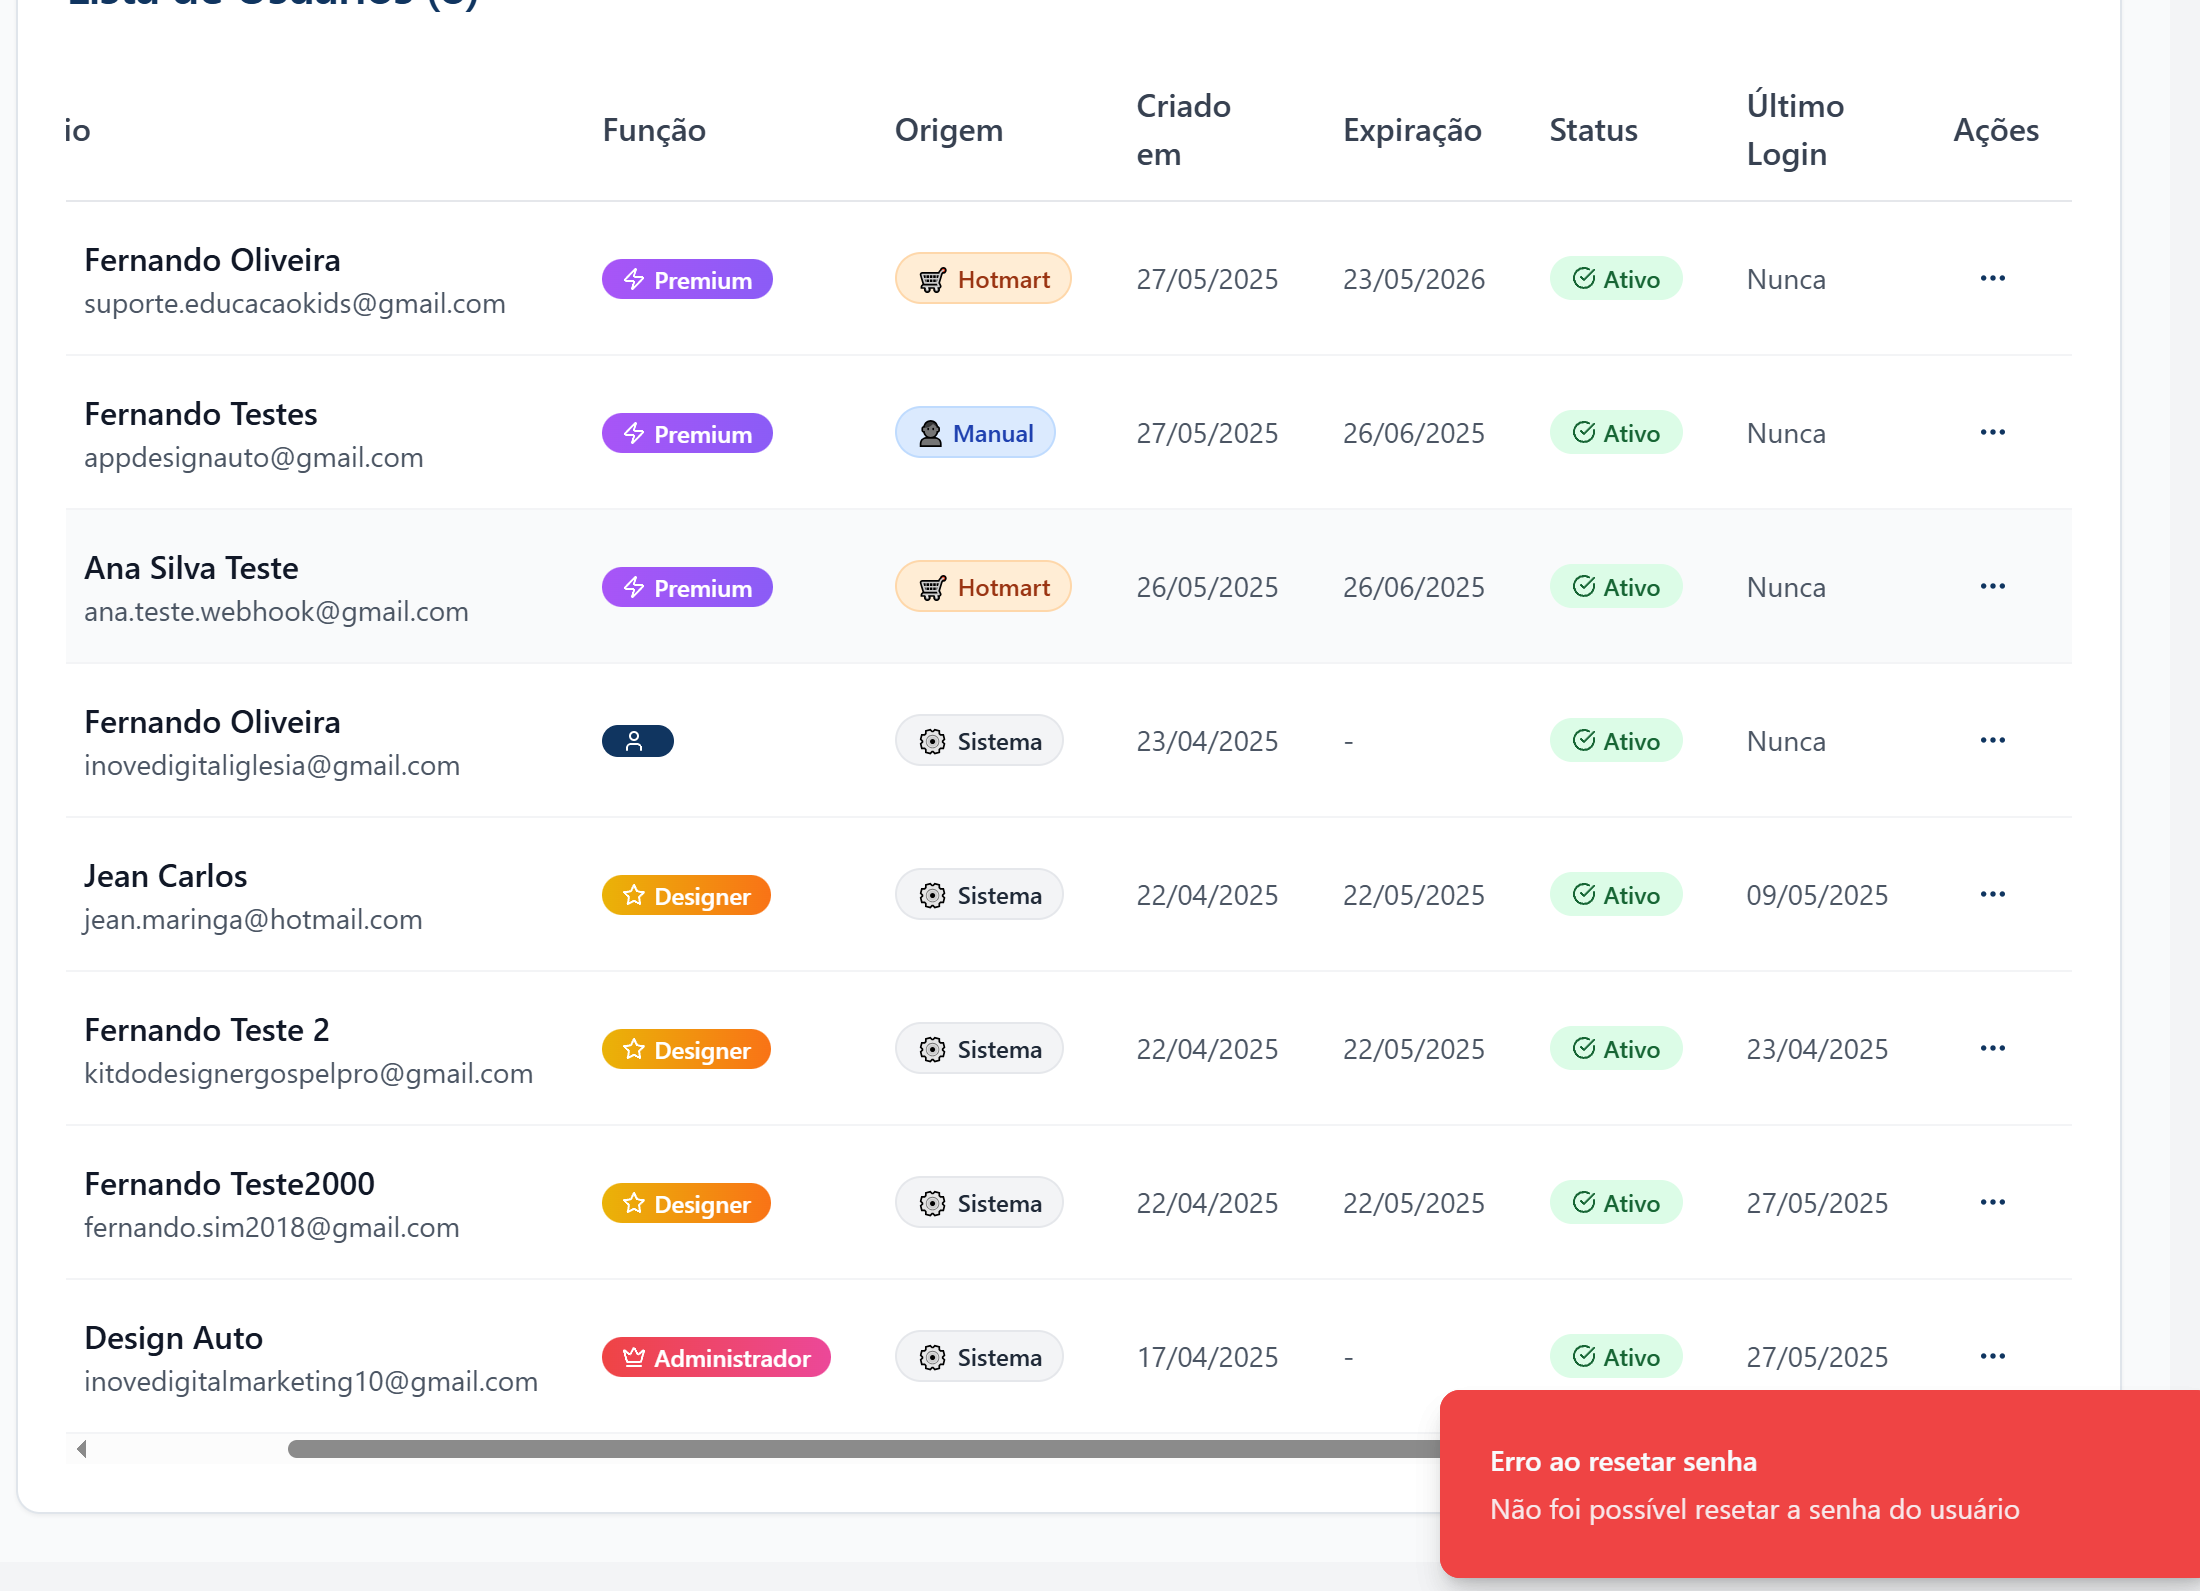 Lista de Usuários (8)
io Função Origem Criado em Expiração Status Último Login Ações
Fernando Oliveira
suporte.educacaokids@gmail.com Premium Hotmart 27/05/2025 23/05/2026 Ativo Nunca ...
Fernando Testes
appdesignauto@gmail.com Premium Manual 27/05/2025 26/06/2025 Ativo Nunca ...
Ana Silva Teste
ana.teste.webhook@gmail.com Premium Hotmart 26/05/2025 26/06/2025 Ativo Nunca ...
Fernando Oliveira
inovedigitaliglesia@gmail.com Sistema 23/04/2025 - Ativo Nunca ...
Jean Carlos
jean.maringa@hotmail.com Designer Sistema 22/04/2025 22/05/2025 Ativo 09/05/2025 ...
Fernando Teste 2
kitdodesignergospelpro@gmail.com Designer Sistema 22/04/2025 22/05/2025 Ativo 23/04/2025 ...
Fernando Teste2000
fernando.sim2018@gmail.com Designer Sistema 22/04/2025 22/05/2025 Ativo 27/05/2025 ...
Design Auto
inovedigitalmarketing10@gmail.com Administrador Sistema 17/04/2025 - Ativo 27/05/2025 ...
Erro ao resetar senha
Não foi possível resetar a senha do usuário